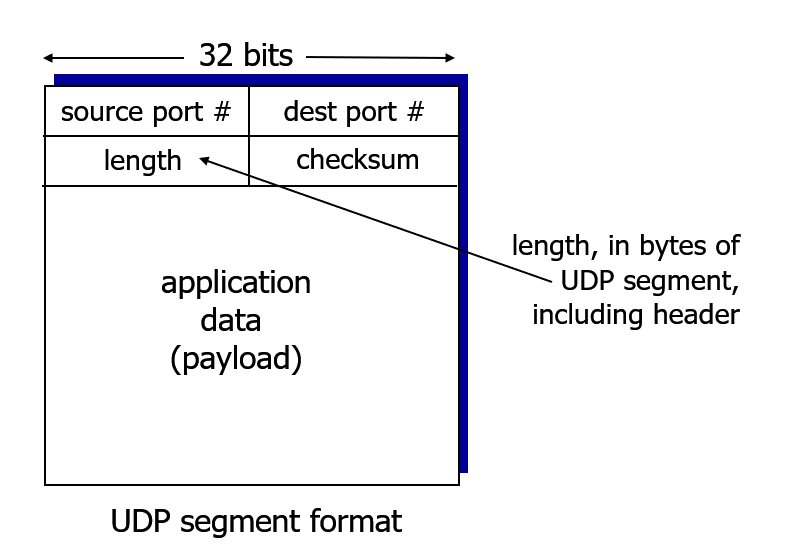 32 bits
source port #
dest port #
length
checksum
application
data
(payload)
length, in bytes of
UDP segment,
including header
UDP segment format